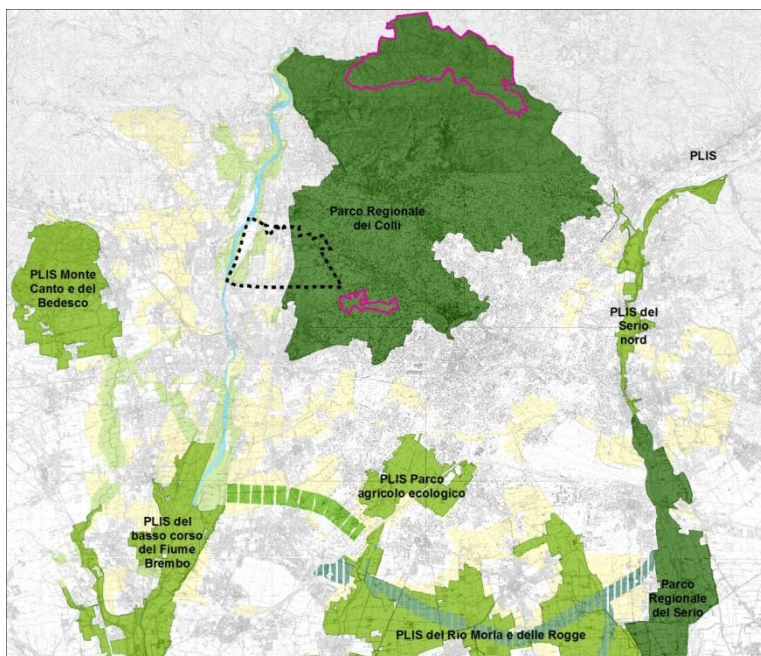 PLIS
Parco Regionale
dei Colli
PLIS Monte
Canto e del
Bedesco
PLIS del
Serio
nord
PLIS Parco
agricolo ecologico
PLIS del
basso corso
del Fiume
Brembo
Parco
Regionale
del Serio
PLIS del Rio Morla e delle Rogge